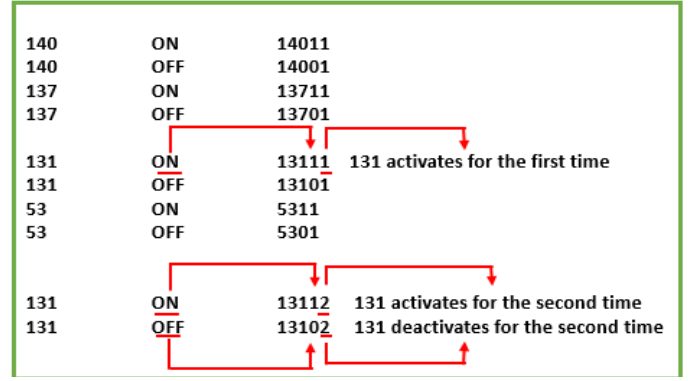 140 ON 14011
140 OFF 14001
137 ON 13711
137 OFF 13701
131 ON 13111 131 activates for the first time
131 OFF 13101
53 ON 5311
53 OFF 5301
131 ON 13112 131 activates for the second time
131 OFF 13102 131 deactivates for the second time